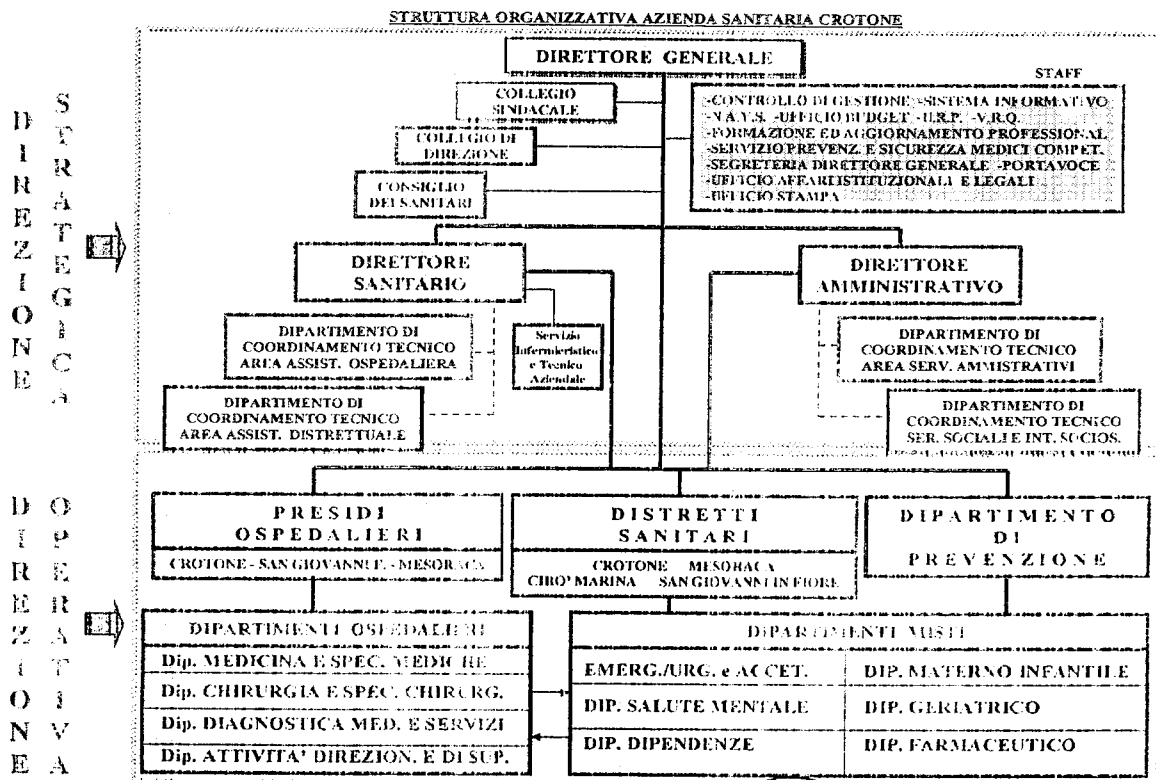 STRUTTURA ORGANIZZATIVA AZIENDA SANITARIA CROTONE
DIREZIONE STRATEGICA
DIRETTORE GENERALE
COLLEGIO
SINDACALE
COLLEGIO DI
DIREZIONE
CONSIGLIO
DEI SANITARI
STAFF
-CONTROLLO DI GESTIONE -SISTEMA INFORMATIVO
-N.A.V.S. -UFFICIO BUDGET -U.R.P. -V.R.Q.
-FORMAZIONE ED AGGIORNAMENTO PROFESSIONAL
-SERVIZIO PREVENZ. E SICUREZZA MEDICI COMPET.
-SEGRETERIA DIRETTORE GENERALE -PORTAVOCE
-UFFICIO AFFARI ISTITUZIONALI E LEGALI
-UFFICIO STAMPA
DIRETTORE
SANITARIO
DIRETTORE
AMMINISTRATIVO
DIPARTIMENTO DI
COORDINAMENTO TECNICO
AREA ASSIST. OSPEDALIERA
Servizio
Infermieristico
e Tecnico
Aziendale
DIPARTIMENTO DI
COORDINAMENTO TECNICO
AREA SERV. AMMISTRATIVI
DIPARTIMENTO DI
COORDINAMENTO TECNICO
AREA ASSIST. DISTRETTUALE
DIPARTIMENTO DI
COORDINAMENTO TECNICO
SER. SOCIALI E INT. SOCIOS.
DIREZIONE OPERATIVA
PRESIDI
OSPEDALIERI
CROTONE - SAN GIOVANNI F. - MESORACA
DISTRETTI
SANITARI
CROTONE MESORACA
CIRO' MARINA SAN GIOVANNI IN FIORE
DIPARTIMENTO
DI
PREVENZIONE
DIPARTIMENTI OSPEDALIERI
Dip. MEDICINA E SPEC. MEDICHE
Dip. CHIRURGIA E SPEC. CHIRURG.
Dip. DIAGNOSTICA MED. E SERVIZI
Dip. ATTIVITA' DIREZION. E DI SUP.
DIPARTIMENTI MISTI
EMERG./URG. e ACCET. DIP. MATERNO INFANTILE
DIP. SALUTE MENTALE DIP. GERIATRICO
DIP. DIPENDENZE DIP. FARMACEUTICO